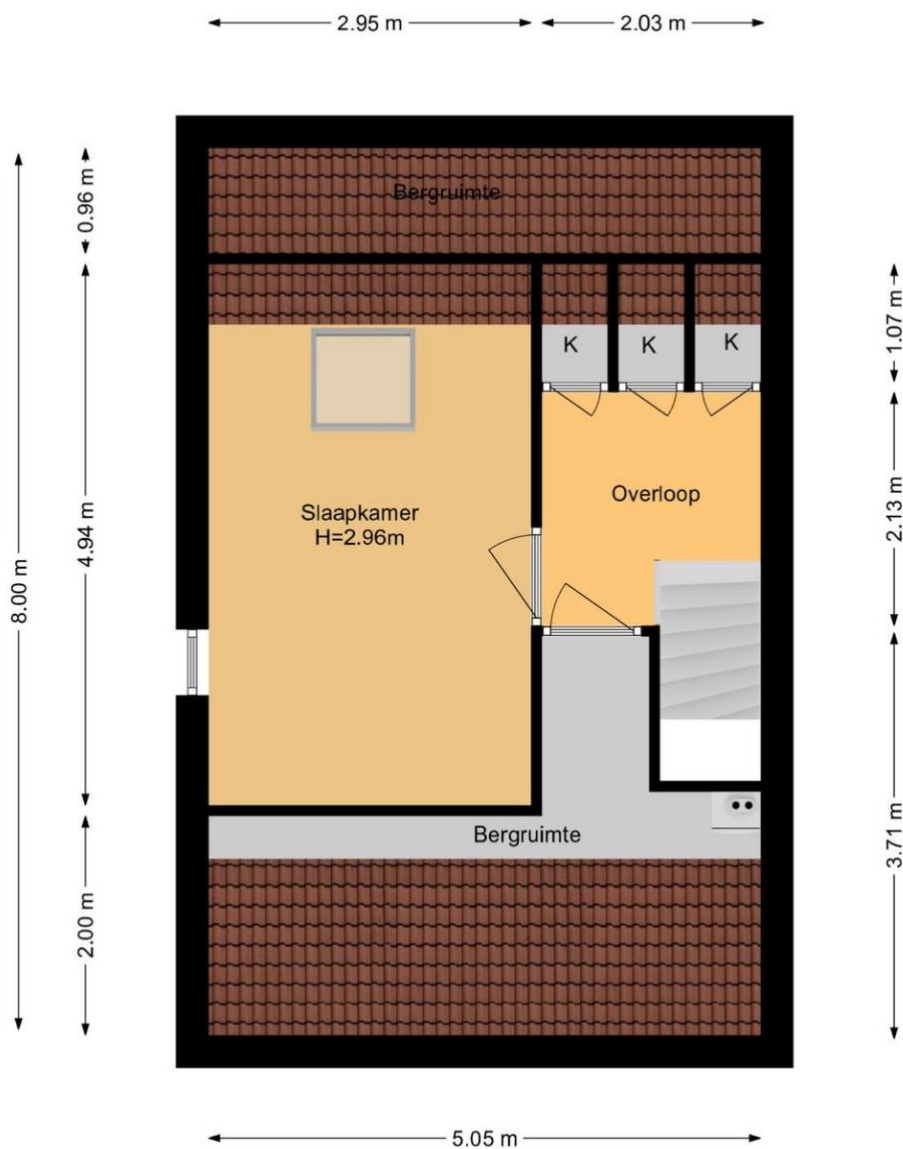 2.95 m
2.03 m
8.00 m
0.96 m
4.94 m
2.00 m
Bergruimte
K
K
K
Overloop
Slaapkamer
H=2.96m
Bergruimte
1.07 m
2.13 m
3.71 m
5.05 m